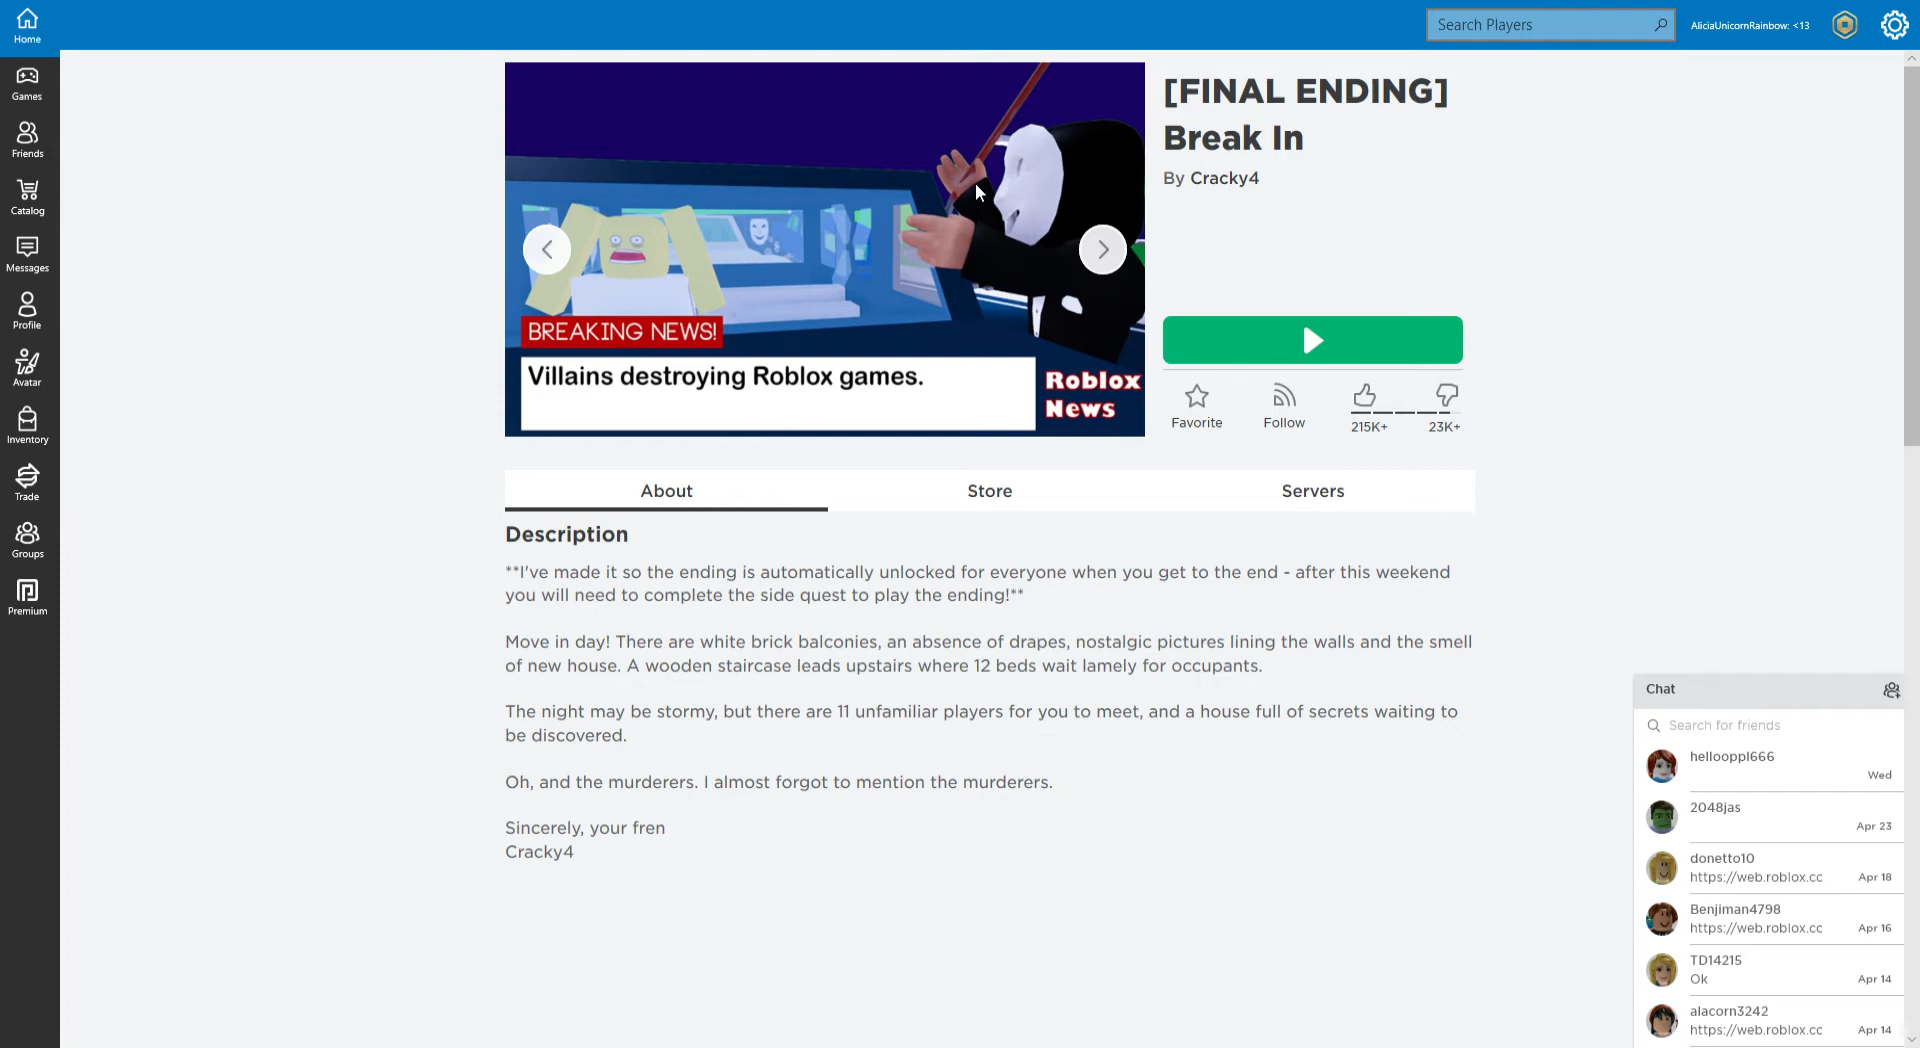 Home
Search Players
AliciaUnicornRainbow: <13
Games
Friends
Catalog
Messages
Profile
Avatar
Inventory
Trade
Groups
Premium
BREAKING NEWS!
Villains destroying Roblox games.
Roblox
News
[FINAL ENDING]
Break In
By Cracky4
Favorite
Follow
215K+
23K+
About
Store
Servers
Description
**I've made it so the ending is automatically unlocked for everyone when you get to the end - after this weekend
you will need to complete the side quest to play the ending!**
Move in day! There are white brick balconies, an absence of drapes, nostalgic pictures lining the walls and the smell
of new house. A wooden staircase leads upstairs where 12 beds wait lamely for occupants.
The night may be stormy, but there are 11 unfamiliar players for you to meet, and a house full of secrets waiting to
be discovered.
Oh, and the murderers. I almost forgot to mention the murderers.
Sincerely, your fren
Cracky4
Chat
Search for friends
hellooppl666
Wed
2048jas
Apr 23
donetto10
https://web.roblox.cc Apr 18
Benjiman4798
https://web.roblox.cc Apr 16
TD14215
Ok Apr 14
alacorn3242
https://web.roblox.cc Apr 14